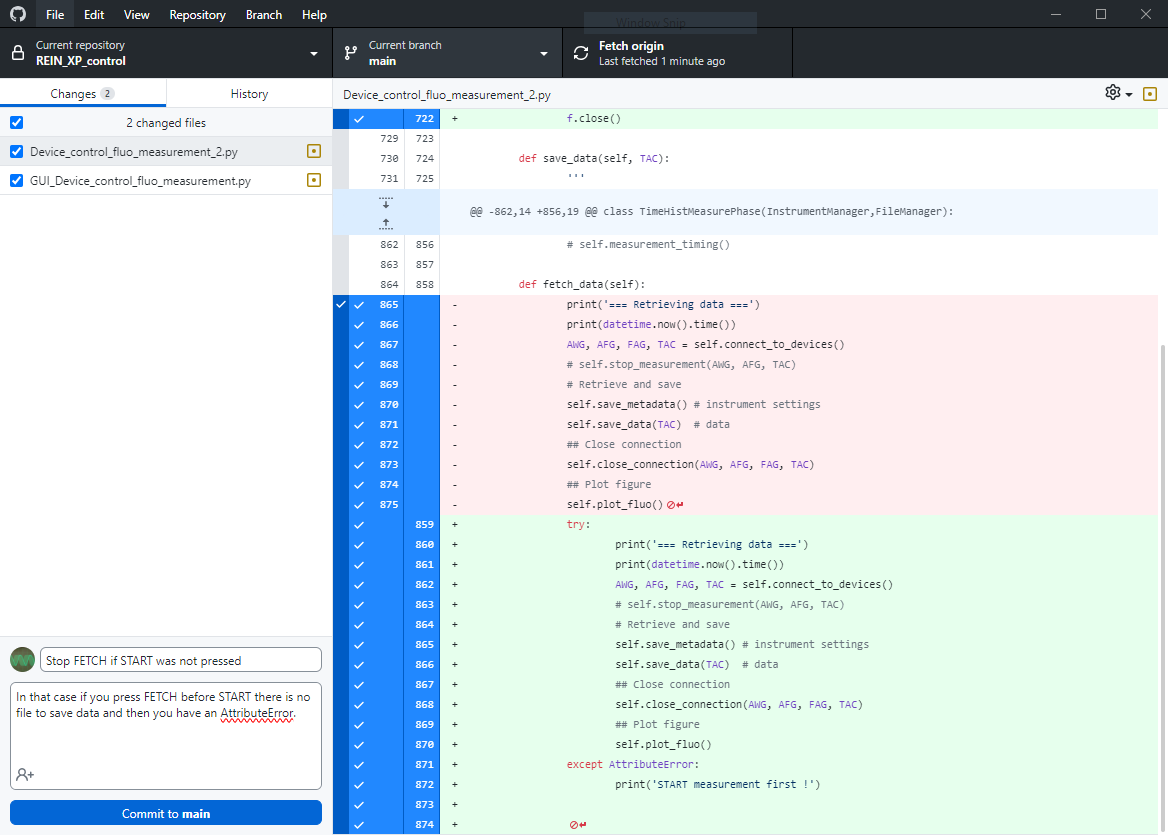 File Edit View Repository Branch Help
Window Snip
Current repository
REIN_XP_control
Current branch
main
Fetch origin
Last fetched 1 minute ago
Changes 2 History
Device_control_fluo_measurement_2.py
2 changed files
Device_control_fluo_measurement_2.py
GUI_Device_control_fluo_measurement.py
722 + f.close()
729 723
730 724 def save_data(self, TAC):
731 725 '''
@@ -862,14 +856,19 @@ class TimeHistMeasurePhase(InstrumentManager,FileManager):
862 856 # self.measurement_timing()
863 857
864 858 def fetch_data(self):
865 - print('=== Retrieving data ===')
866 - print(datetime.now().time())
867 - AWG, AFG, FAG, TAC = self.connect_to_devices()
868 - # self.stop_measurement(AWG, AFG, TAC)
869 - # Retrieve and save
870 - self.save_metadata() # instrument settings
871 - self.save_data(TAC)  # data
872 - ## Close connection
873 - self.close_connection(AWG, AFG, FAG, TAC)
874 - ## Plot figure
875 - self.plot_fluo()
859 + try:
860 + print('=== Retrieving data ===')
861 + print(datetime.now().time())
862 + AWG, AFG, FAG, TAC = self.connect_to_devices()
863 + # self.stop_measurement(AWG, AFG, TAC)
864 + # Retrieve and save
865 + self.save_metadata() # instrument settings
866 + self.save_data(TAC)  # data
867 + ## Close connection
868 + self.close_connection(AWG, AFG, FAG, TAC)
869 + ## Plot figure
870 + self.plot_fluo()
871 + except AttributeError:
872 + print('START measurement first !')
873 +
874 +
Stop FETCH if START was not pressed
In that case if you press FETCH before START there is no
file to save data and then you have an AttributeError.
Commit to main